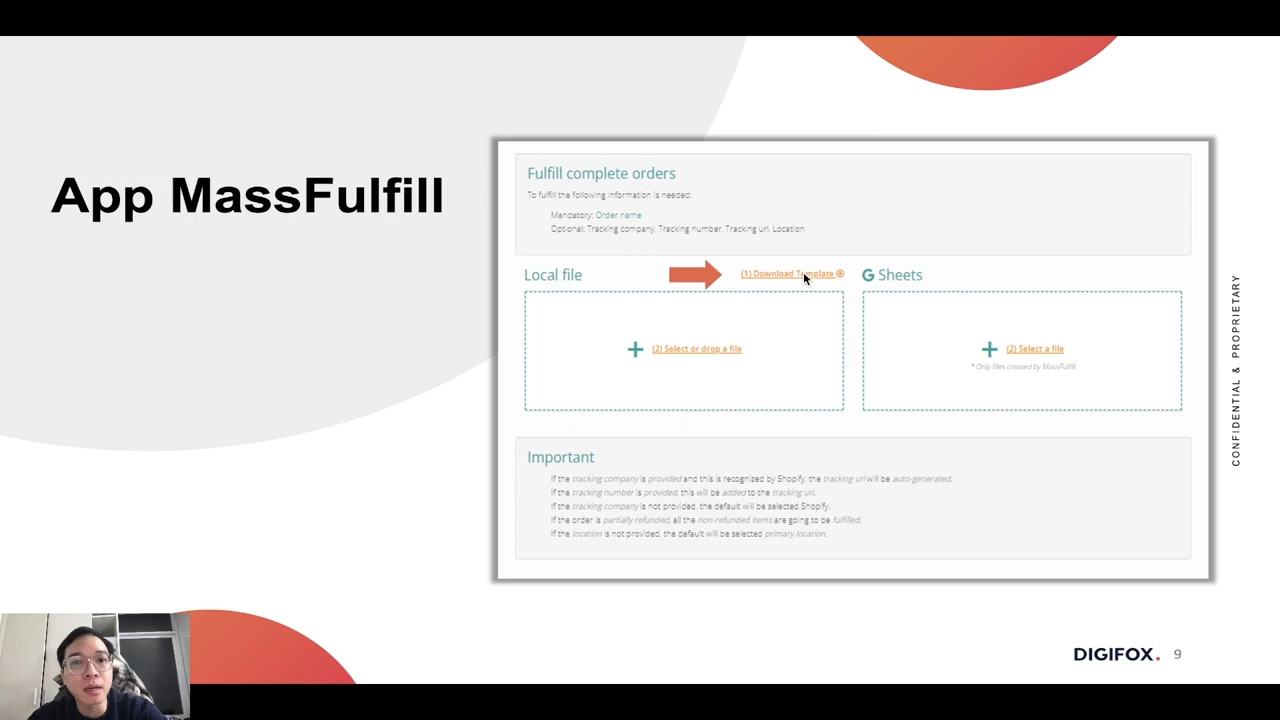 App MassFulfill
Fulfill complete orders
To fulfill the following information is needed:
Mandatory: Order name
Optional: Tracking company, Tracking number, Tracking url, Location
Local file
(1) Download Template
G Sheets
(2) Select or drop a file
(2) Select a file
* Only files created by MassFulfill
Important
If the tracking company is provided and this is recognized by Shopify, the tracking url will be auto-generated.
If the tracking number is provided, this will be added to the tracking url.
If the tracking company is not provided, the default will be selected Shopify.
If the order is partially refunded, all the non-refunded items are going to be fulfilled.
If the location is not provided, the default will be selected primary location.
CONFIDENTIAL & PROPRIETARY
DIGIFOX.
9